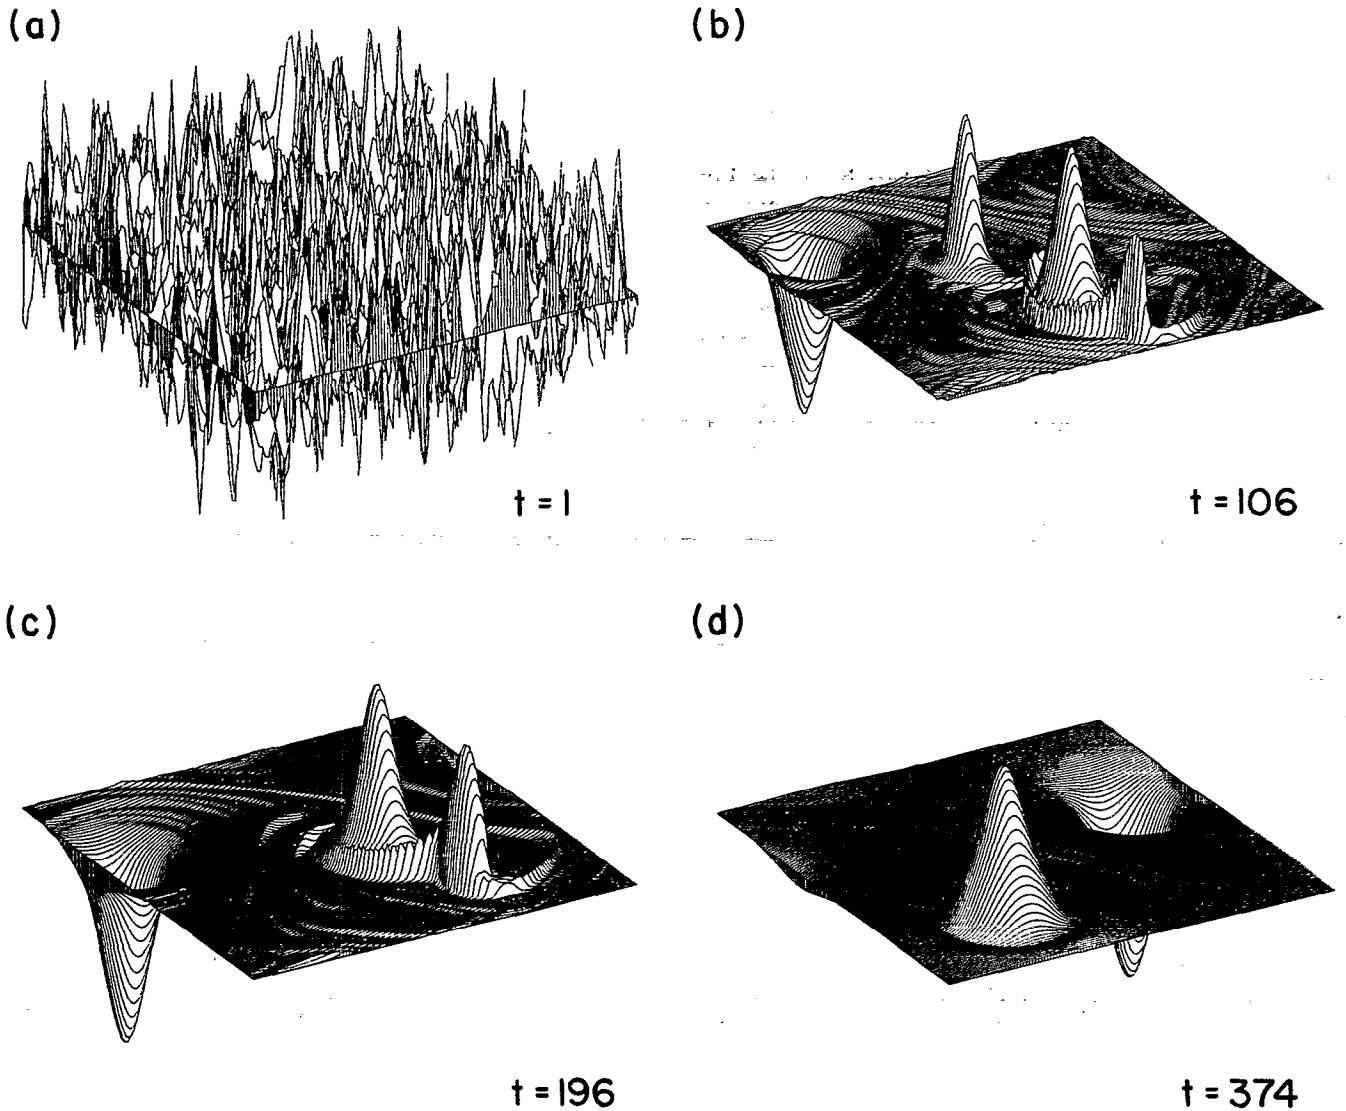 (a)
(b)
t = 1
t = 106
(c)
(d)
t = 196
t = 374